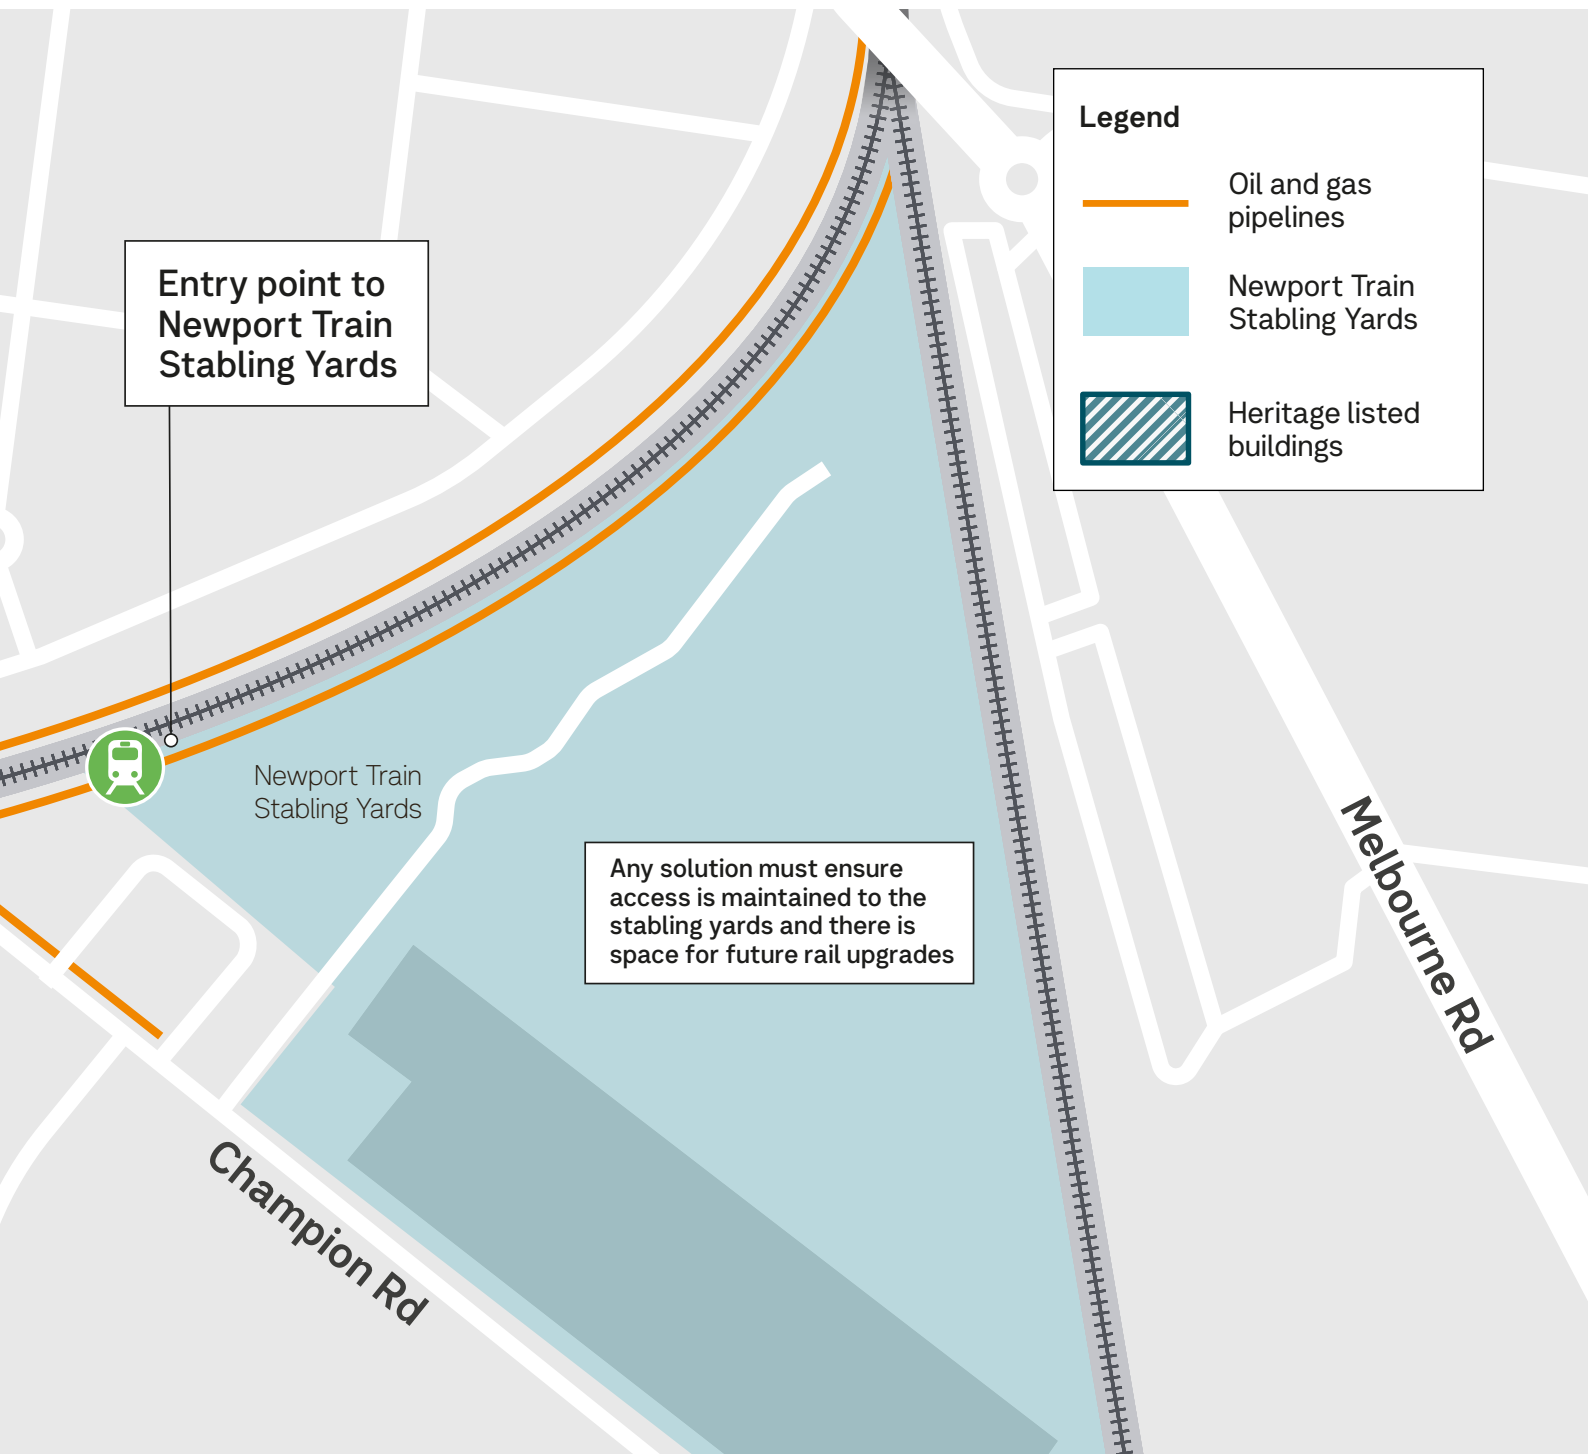 Legend
Oil and gas
pipelines
Newport Train
Stabling Yards
Heritage listed
buildings
Entry point to
Newport Train
Stabling Yards
Newport Train
Stabling Yards
Any solution must ensure
access is maintained to the
stabling yards and there is
space for future rail upgrades
Melbourne Rd
Champion Rd